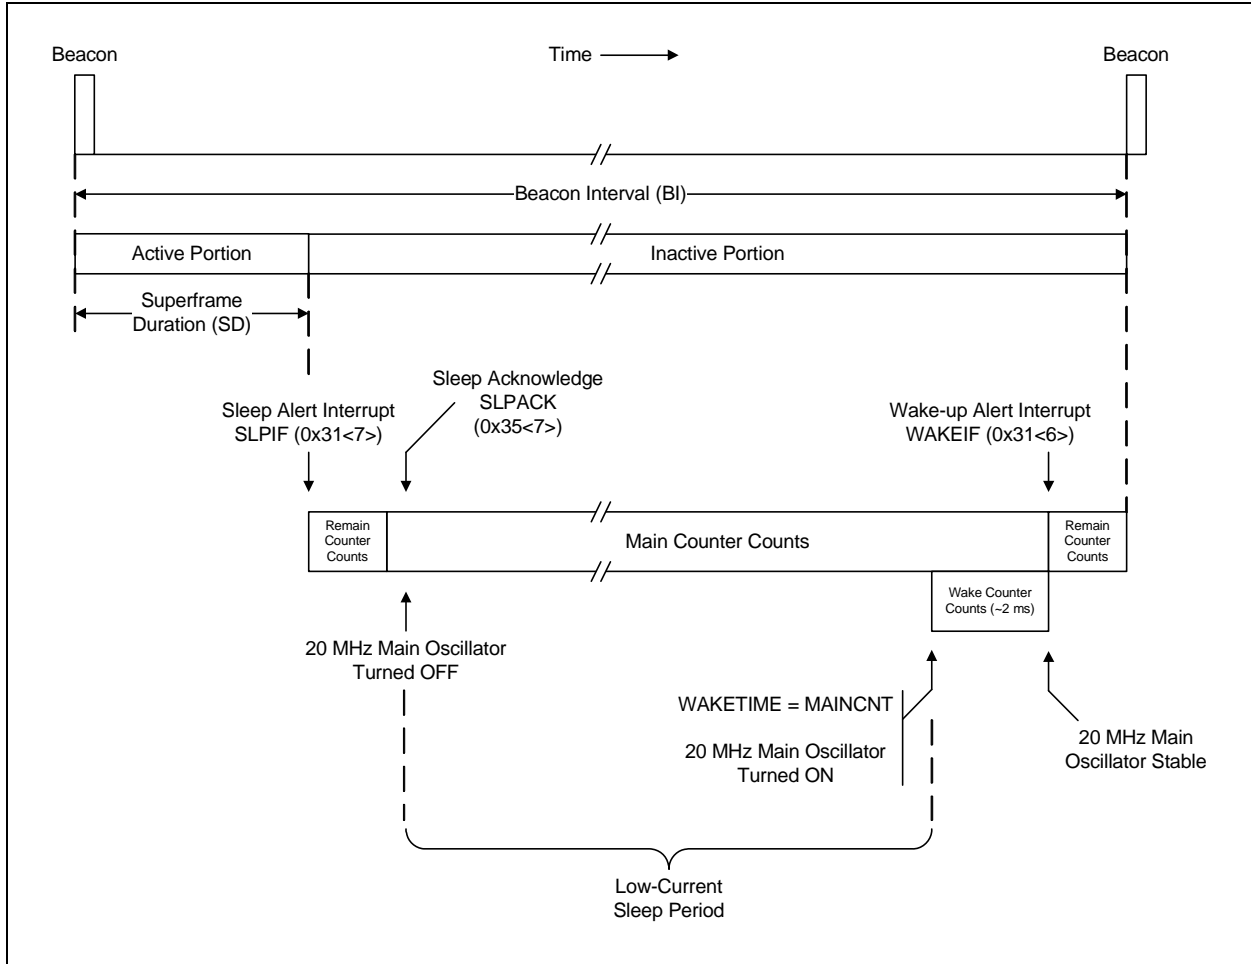 Beacon
Time
Beacon
Beacon Interval (BI)
Active Portion
Inactive Portion
Superframe
Duration (SD)
Sleep Alert Interrupt
SLPIF (0x31<7>)
Sleep Acknowledge
SLPACK
(0x35<7>)
Wake-up Alert Interrupt
WAKEIF (0x31<6>)
Remain
Counter
Counts
Main Counter Counts
Remain
Counter
Counts
Wake Counter
Counts (~2 ms)
20 MHz Main Oscillator
Turned OFF
WAKETIME = MAINCNT
20 MHz Main Oscillator
Turned ON
20 MHz Main
Oscillator Stable
Low-Current
Sleep Period